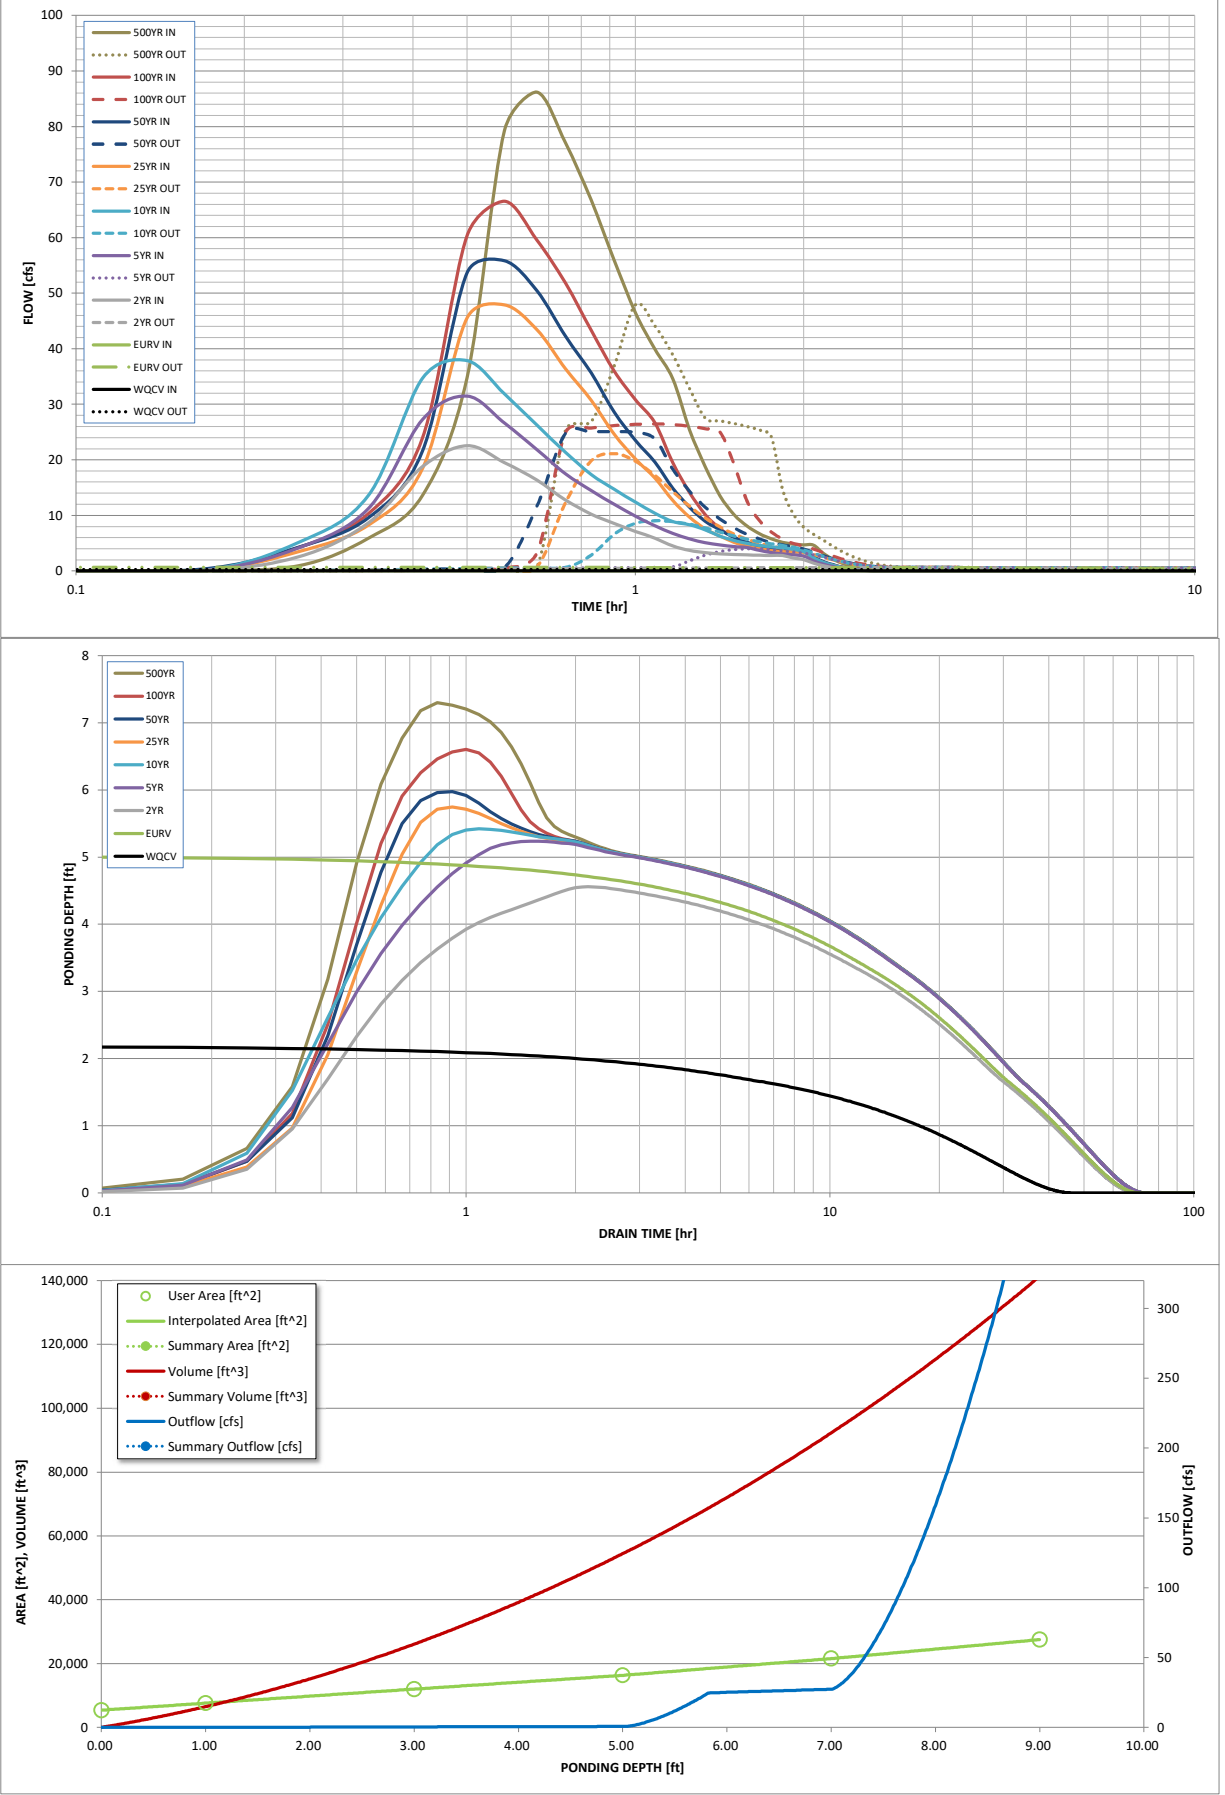 100
90
80
70
60
50
40
30
20
10
0
FLOW [cfs]
500YR IN
500YR OUT
100YR IN
100YR OUT
50YR IN
50YR OUT
25YR IN
25YR OUT
10YR IN
10YR OUT
5YR IN
5YR OUT
2YR IN
2YR OUT
EURV IN
EURV OUT
WQCV IN
WQCV OUT
0.1 1 10
TIME [hr]
8
7
6
5
4
3
2
1
0
PONDING DEPTH [ft]
500YR
100YR
50YR
25YR
10YR
5YR
2YR
EURV
WQCV
0.1 1 10 100
DRAIN TIME [hr]
140,000
120,000
100,000
80,000
60,000
40,000
20,000
0
AREA [ft^2], VOLUME [ft^3]
User Area [ft^2]
Interpolated Area [ft^2]
Summary Area [ft^2]
Volume [ft^3]
Summary Volume [ft^3]
Outflow [cfs]
Summary Outflow [cfs]
300
250
200
150
100
50
0
OUTFLOW [cfs]
0.00 1.00 2.00 3.00 4.00 5.00 6.00 7.00 8.00 9.00 10.00
PONDING DEPTH [ft]